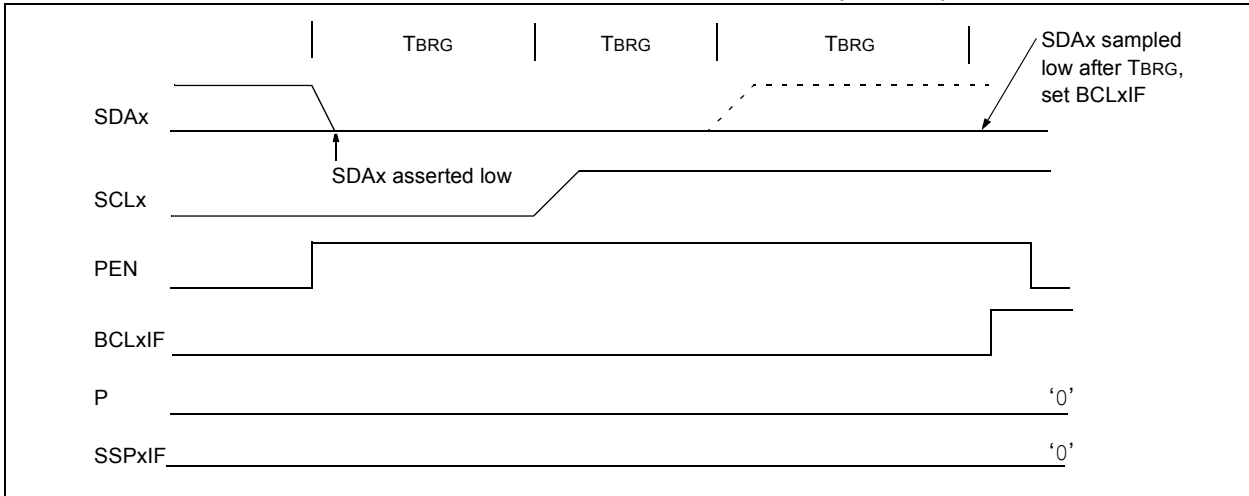 TBRG TBRG TBRG
SDAx sampled
low after TBRG,
set BCLxIF
SDAx
SDAx asserted low
SCLx
PEN
BCLxIF
P '0'
SSPxIF '0'